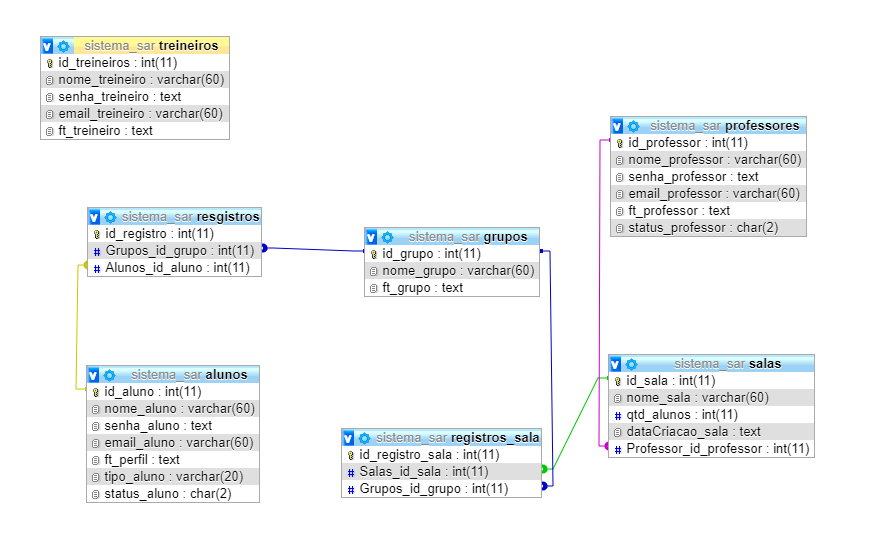 sistema_sar treineiros
id_treineiros : int(11)
nome_treineiro : varchar(60)
senha_treineiro : text
email_treineiro : varchar(60)
ft_treineiro : text
sistema_sar professores
id_professor : int(11)
nome_professor : varchar(60)
senha_professor : text
email_professor : varchar(60)
ft_professor : text
status_professor : char(2)
sistema_sar resgistros
id_registro : int(11)
# Grupos_id_grupo : int(11)
# Alunos_id_aluno : int(11)
sistema_sar grupos
id_grupo : int(11)
nome_grupo : varchar(60)
ft_grupo : text
sistema_sar alunos
id_aluno : int(11)
nome_aluno : varchar(60)
senha_aluno : text
email_aluno : varchar(60)
ft_perfil : text
tipo_aluno : varchar(20)
status_aluno : char(2)
sistema_sar registros_sala
id_registro_sala : int(11)
# Salas_id_sala : int(11)
# Grupos_id_grupo : int(11)
sistema_sar salas
id_sala : int(11)
nome_sala : varchar(60)
# qtd_alunos : int(11)
dataCriacao_sala : text
# Professor_id_professor : int(11)